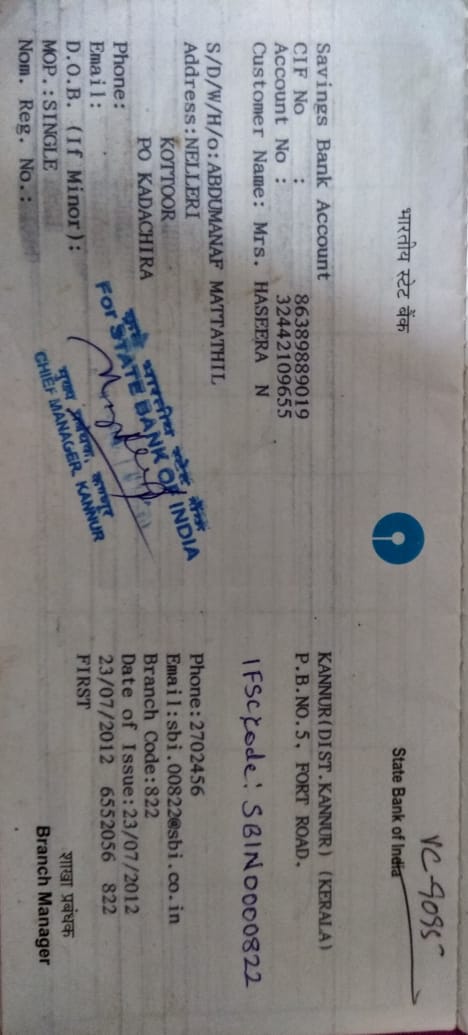 VC-9095
भारतीय स्टेट बैंक
State Bank of India
Savings Bank Account
CIF No : 86389889019
Account No : 32442109655
Customer Name: Mrs. HASEERA N
S/D/W/H/o:ABDUMANAF MATTATHIL
Address:NELLERI
KOTTOOR
PO KADACHIRA
Phone:
Email:
D.O.B. (If Minor):
MOP.:SINGLE
Nom. Reg. No.:
KANNUR(DIST.KANNUR) (KERALA)
P.B.NO.5, FORT ROAD.
IFSC code: SBIN0000822
Phone:2702456
Email:sbi.00822@sbi.co.in
Branch Code:822
Date of Issue:23/07/2012
23/07/2012 6552056 822
FIRST
कृते भारतीय स्टेट बैंक
For STATE BANK OF INDIA
मुख्य प्रबंधक, कण्णूर
CHIEF MANAGER, KANNUR
शाखा प्रबंधक
Branch Manager